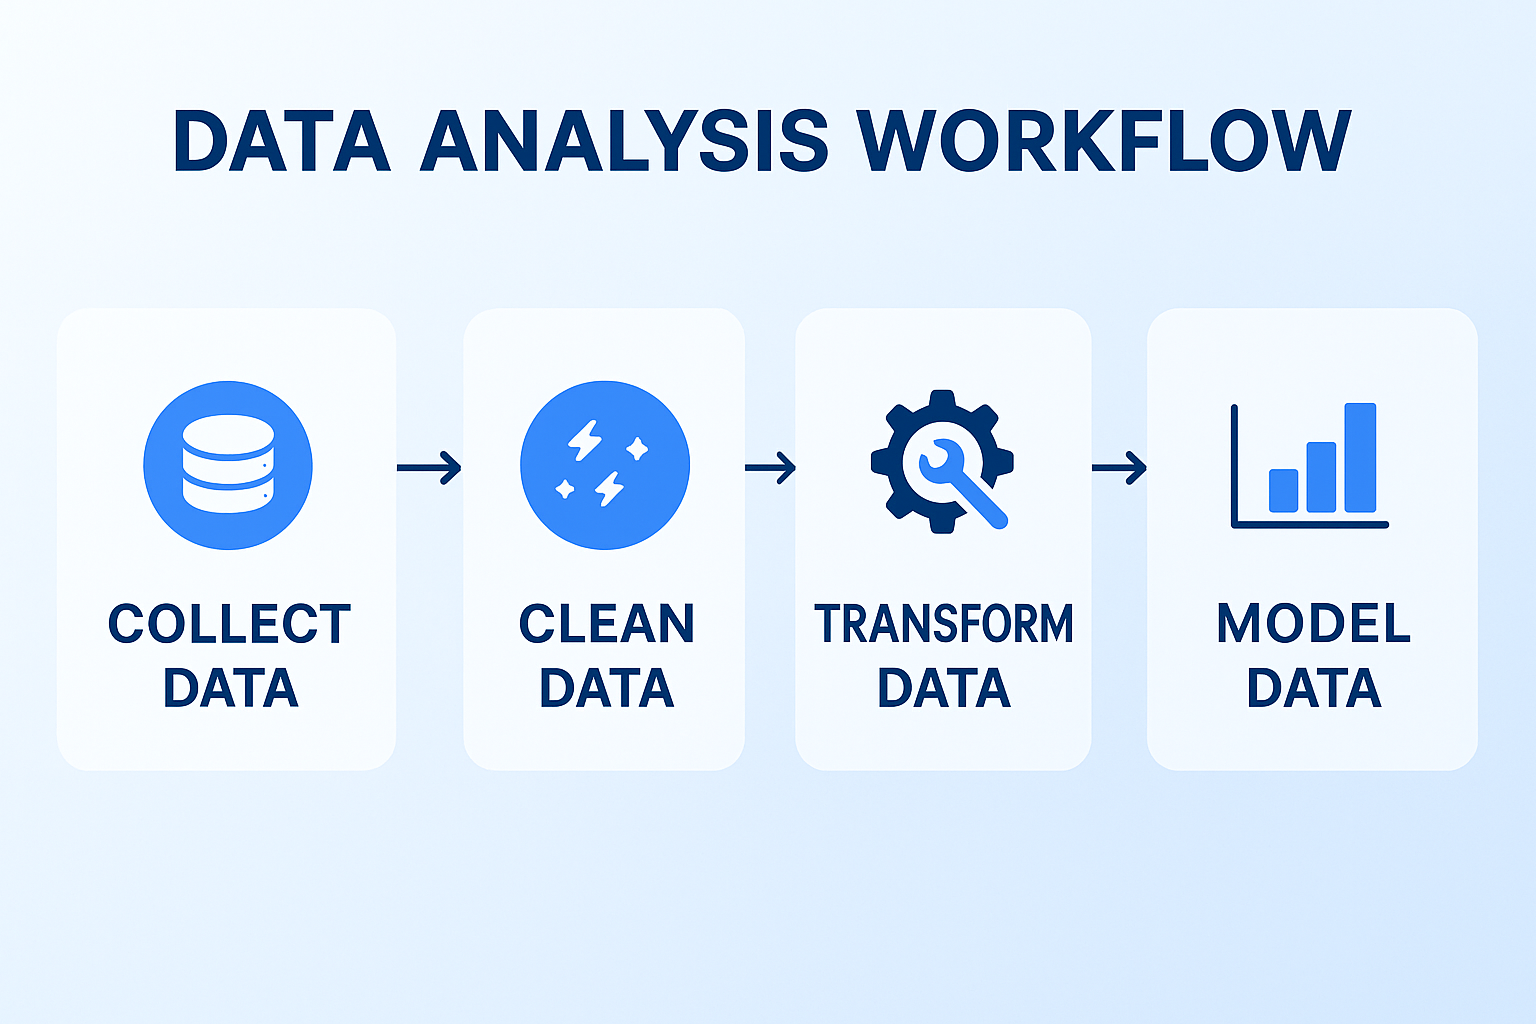 DATA ANALYSIS WORKFLOW
COLLECT
DATA
CLEAN
DATA
TRANSFORM
DATA
MODEL
DATA